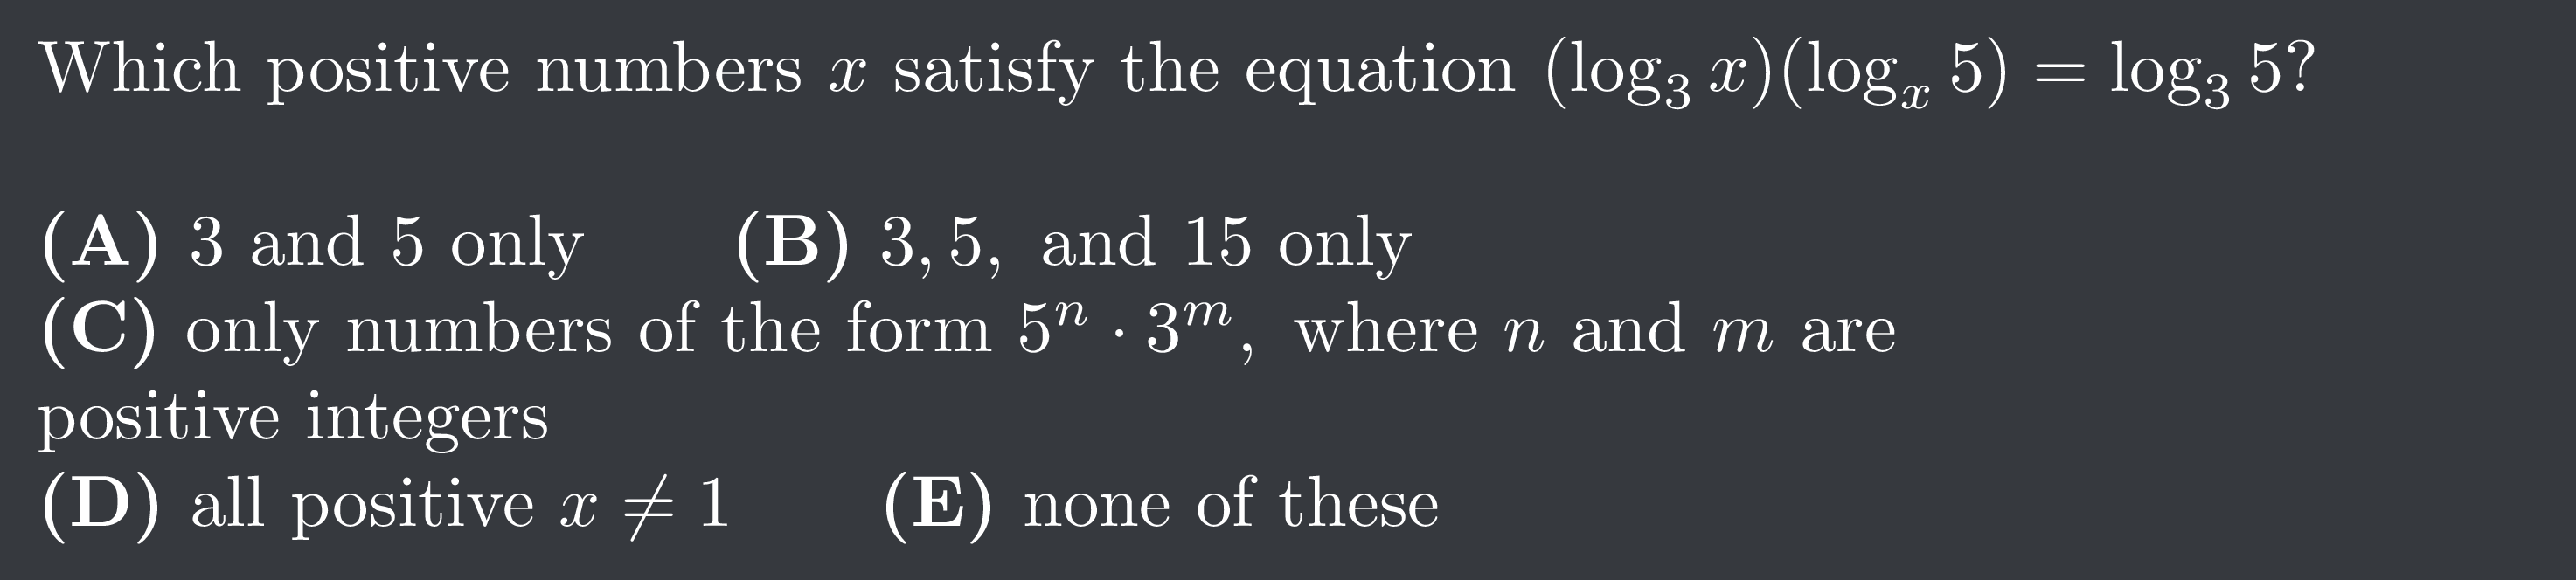 Which positive numbers x satisfy the equation (log₃ x)(logₓ 5) = log₃ 5?
(A) 3 and 5 only (B) 3, 5, and 15 only
(C) only numbers of the form 5ⁿ · 3ᵐ, where n and m are
positive integers
(D) all positive x ≠ 1 (E) none of these